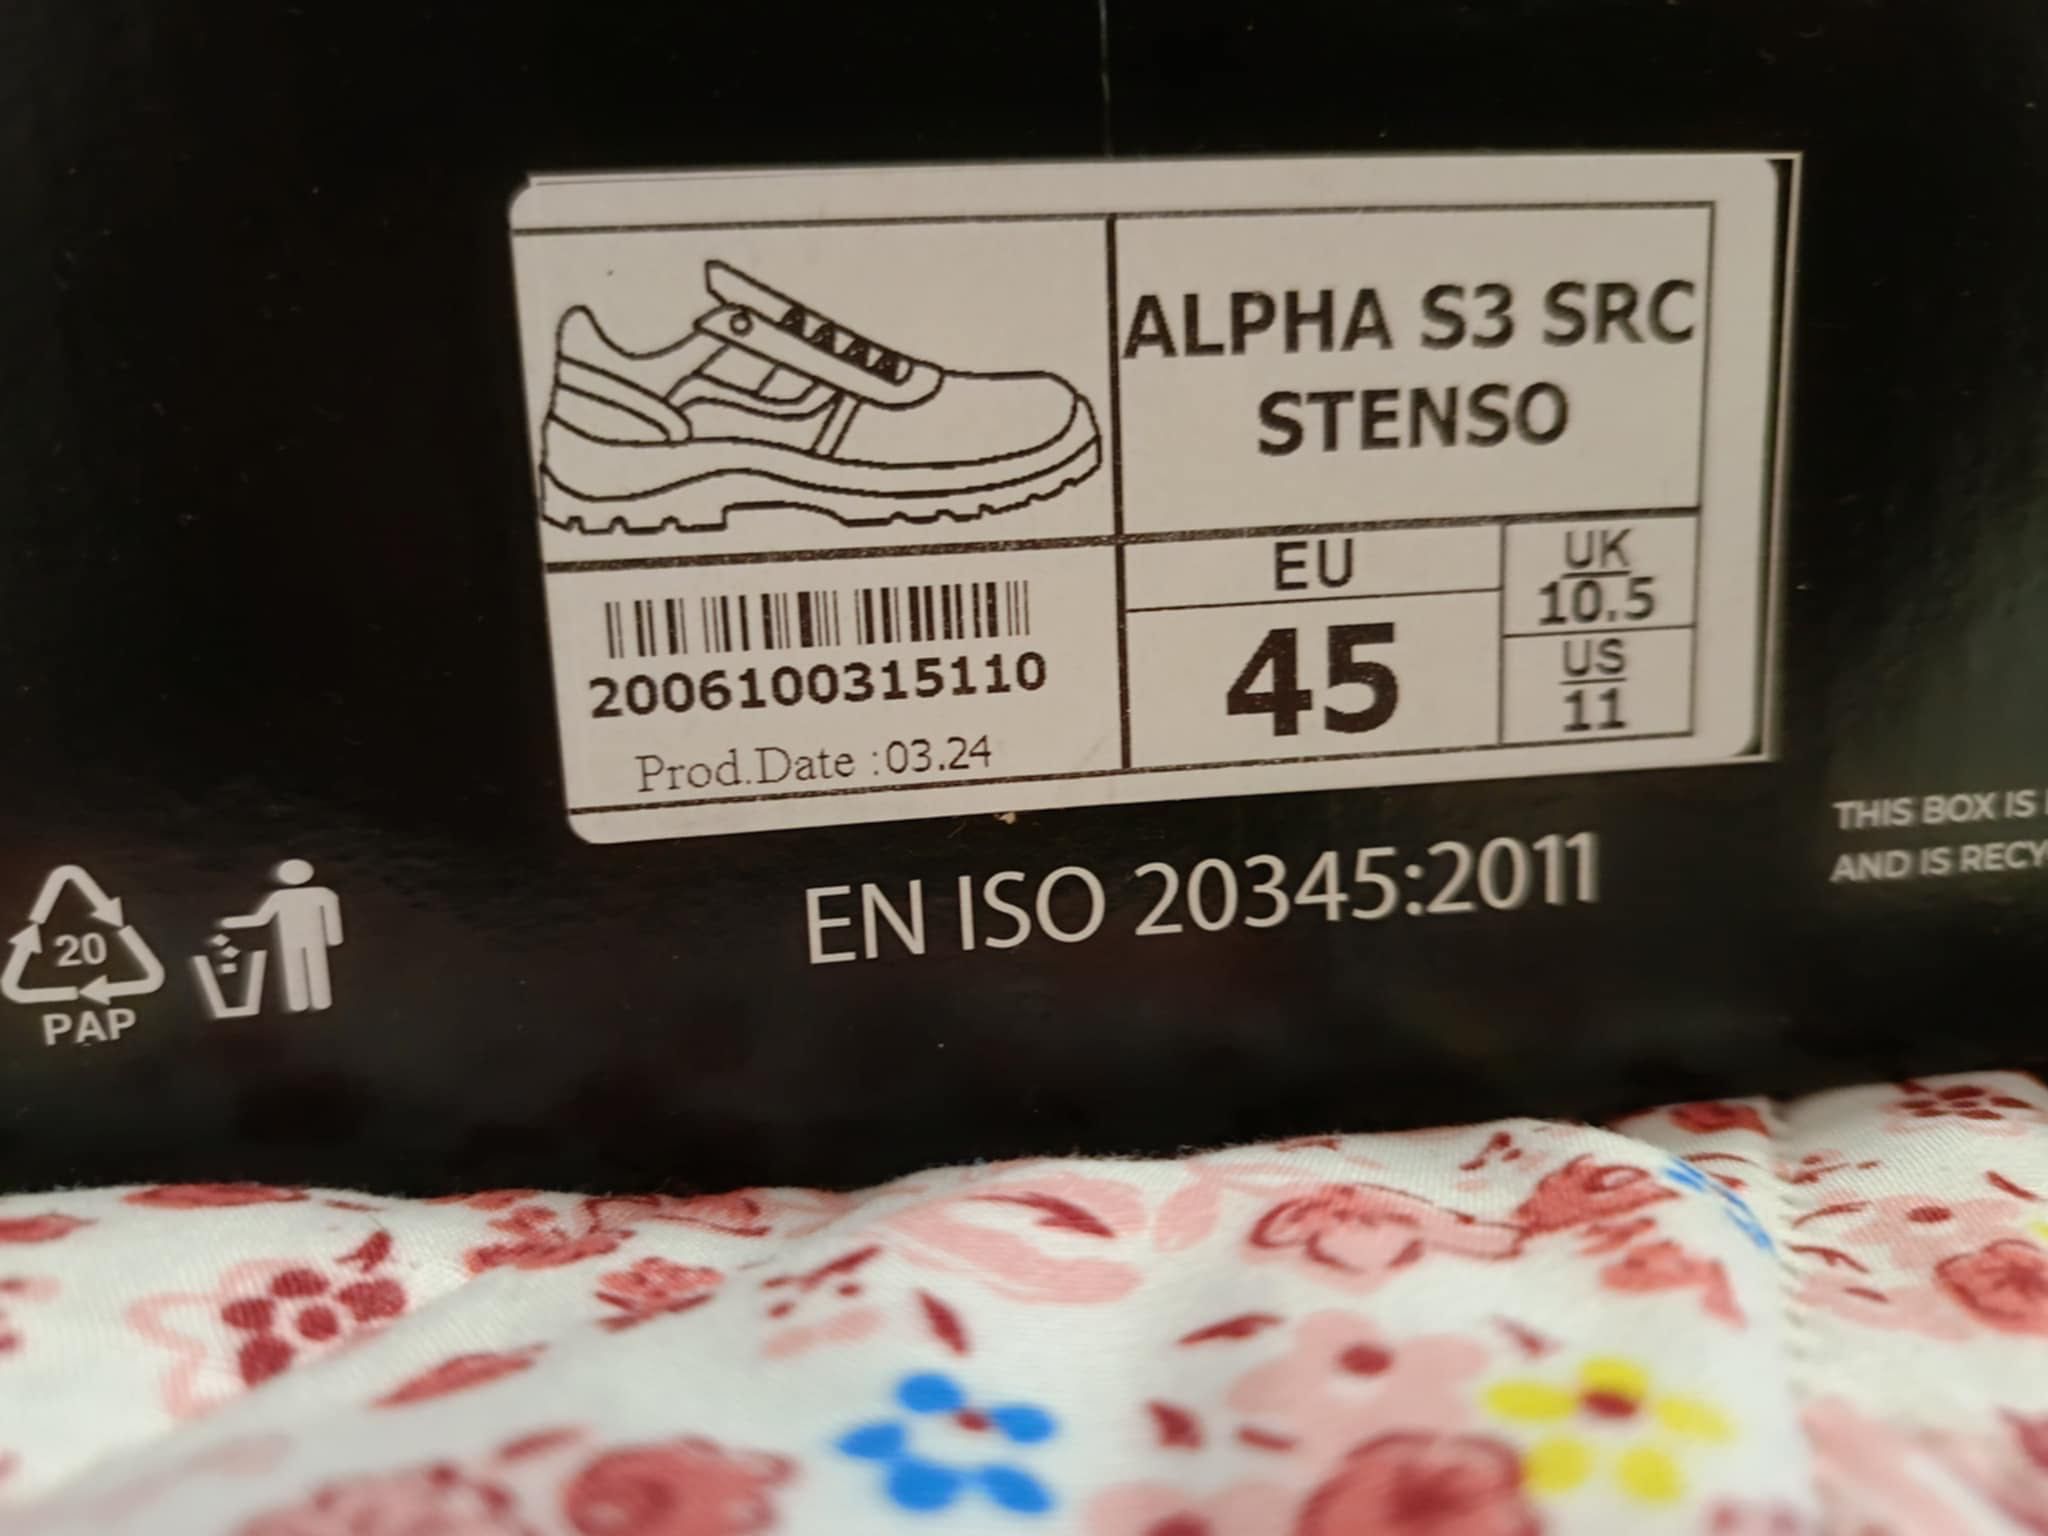 ALPHA S3 SRC
STENSO
EU
45
UK
10.5
US
11
2006100315110
Prod.Date :03.24
EN ISO 20345:2011
THIS BOX IS
AND IS RECY
20
PAP